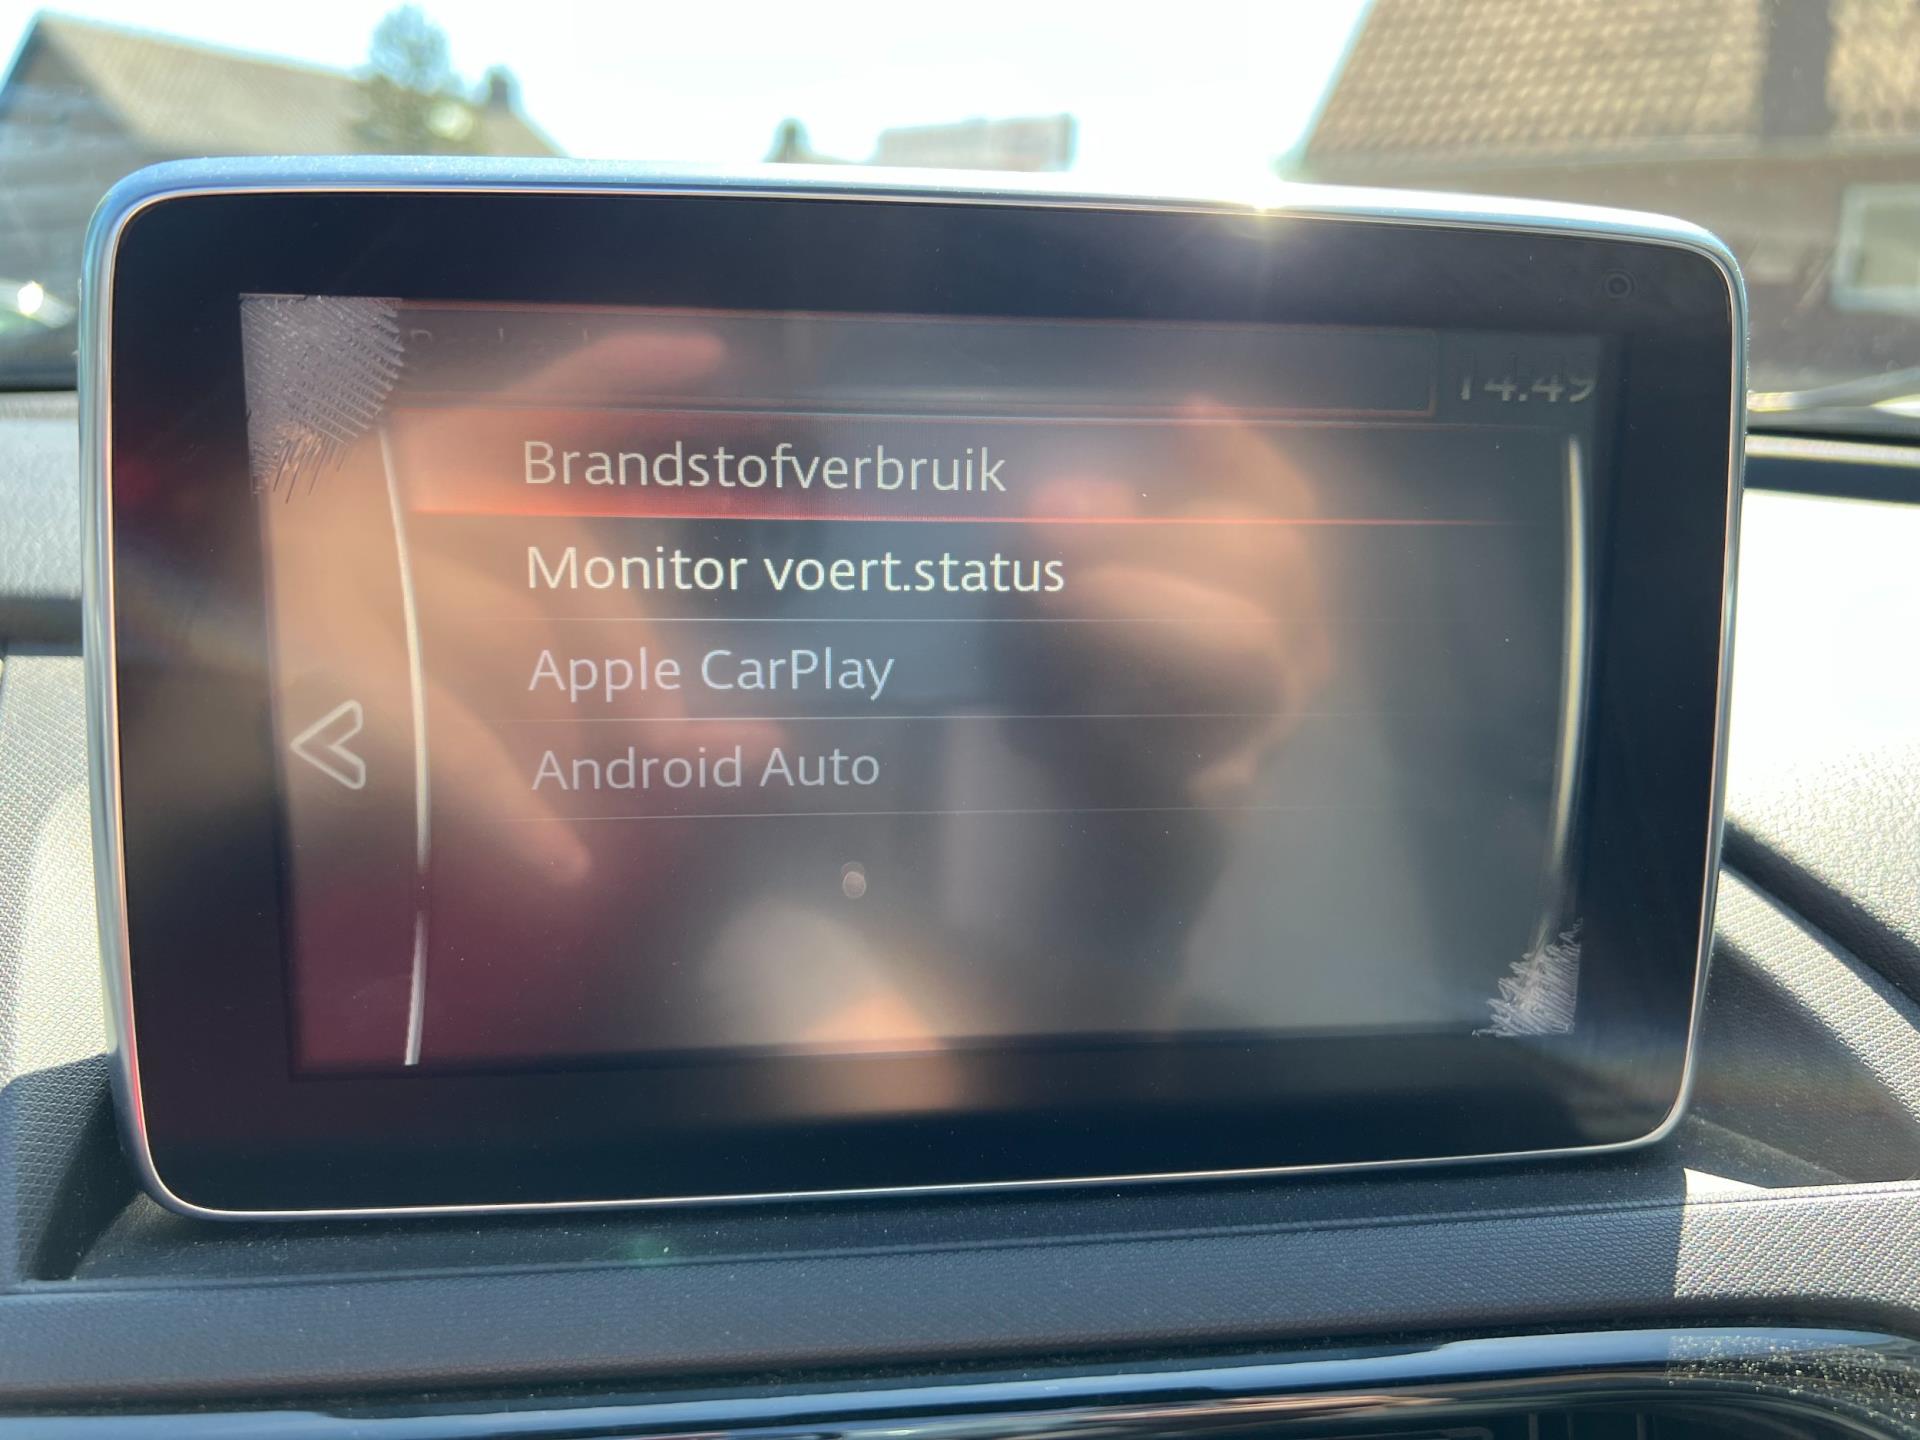 14:49
Brandstofverbruik
Monitor voert.status
Apple CarPlay
Android Auto